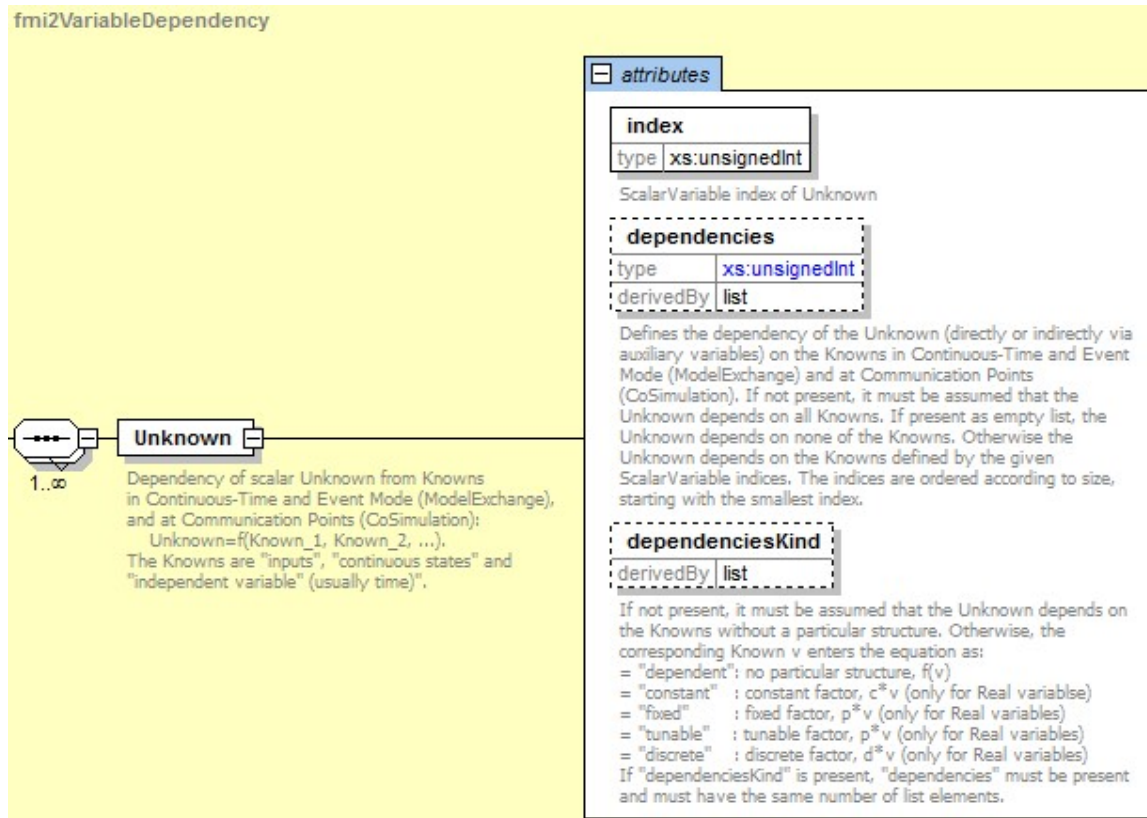 fmi2VariableDependency
attributes
index
type xs:unsignedInt
ScalarVariable index of Unknown
dependencies
type xs:unsignedInt
derivedBy list
Defines the dependency of the Unknown (directly or indirectly via
auxiliary variables) on the Knowns in Continuous-Time and Event
Mode (ModelExchange) and at Communication Points
(CoSimulation). If not present, it must be assumed that the
Unknown depends on all Knowns. If present as empty list, the
Unknown depends on none of the Knowns. Otherwise the
Unknown depends on the Knowns defined by the given
ScalarVariable indices. The indices are ordered according to size,
starting with the smallest index.
Unknown
1..∞
Dependency of scalar Unknown from Knowns
in Continuous-Time and Event Mode (ModelExchange),
and at Communication Points (CoSimulation):
Unknown=f(Known_1, Known_2, ...).
The Knowns are "inputs", "continuous states" and
"independent variable" (usually time)".
dependenciesKind
derivedBy list
If not present, it must be assumed that the Unknown depends on
the Knowns without a particular structure. Otherwise, the
corresponding Known v enters the equation as:
= "dependent": no particular structure, f(v)
= "constant" : constant factor, c*v (only for Real variablse)
= "fixed" : fixed factor, p*v (only for Real variables)
= "tunable" : tunable factor, p*v (only for Real variables)
= "discrete" : discrete factor, d*v (only for Real variables)
If "dependenciesKind" is present, "dependencies" must be present
and must have the same number of list elements.